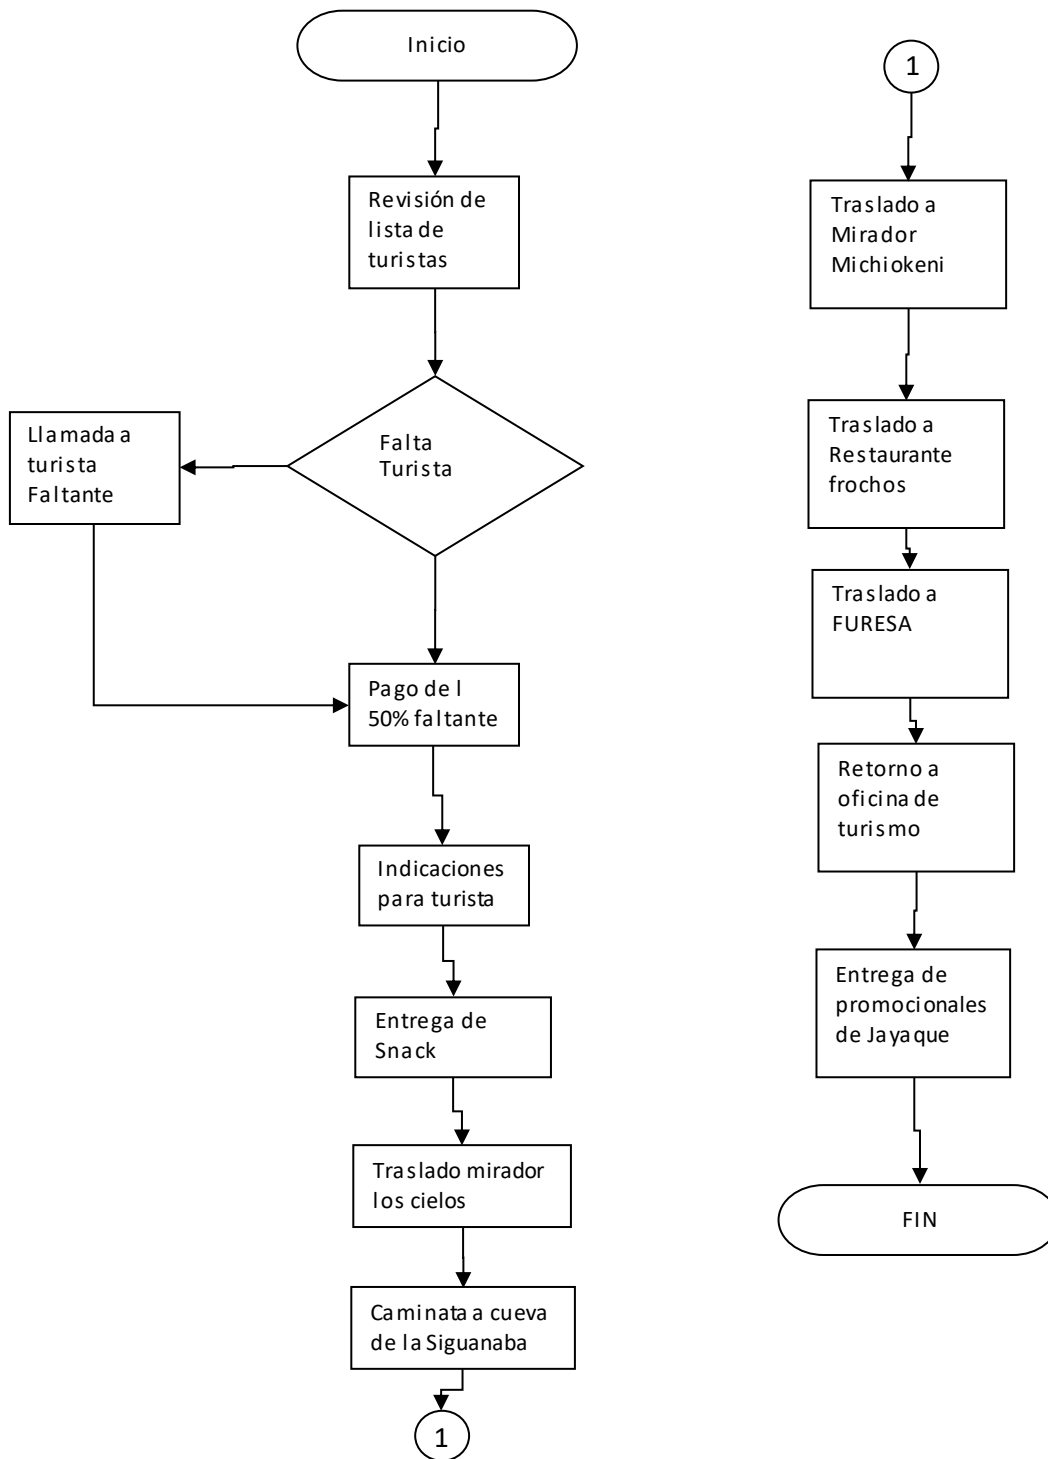 Inicio
Revisión de
lista de
turistas
Falta
Turista
Llamada a
turista
Faltante
Pago de l
50% faltante
Indicaciones
para turista
Entrega de
Snack
Traslado mirador
los cielos
Caminata a cueva
de la Siguanaba
1
1
Traslado a
Mirador
Michiokeni
Traslado a
Restaurante
frochos
Traslado a
FURESA
Retorno a
oficina de
turismo
Entrega de
promocionales
de Jayaque
FIN